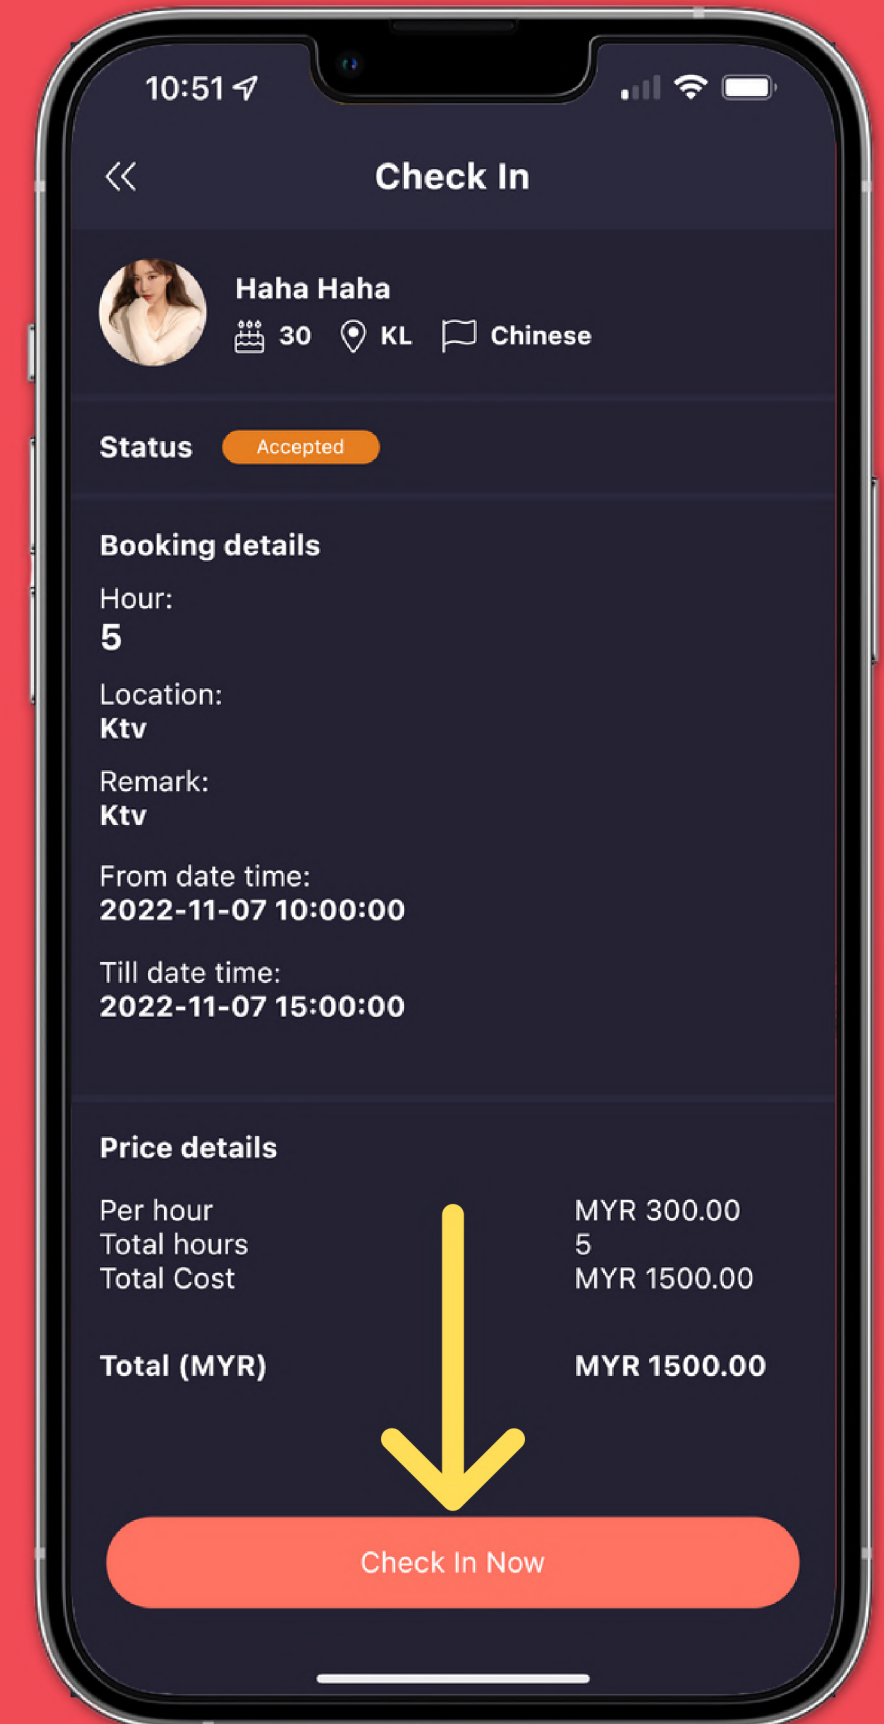 10:51
Check In
Haha Haha
30 KL Chinese
Status Accepted
Booking details
Hour:
5
Location:
Ktv
Remark:
Ktv
From date time:
2022-11-07 10:00:00
Till date time:
2022-11-07 15:00:00
Price details
Per hour MYR 300.00
Total hours 5
Total Cost MYR 1500.00
Total (MYR) MYR 1500.00
Check In Now